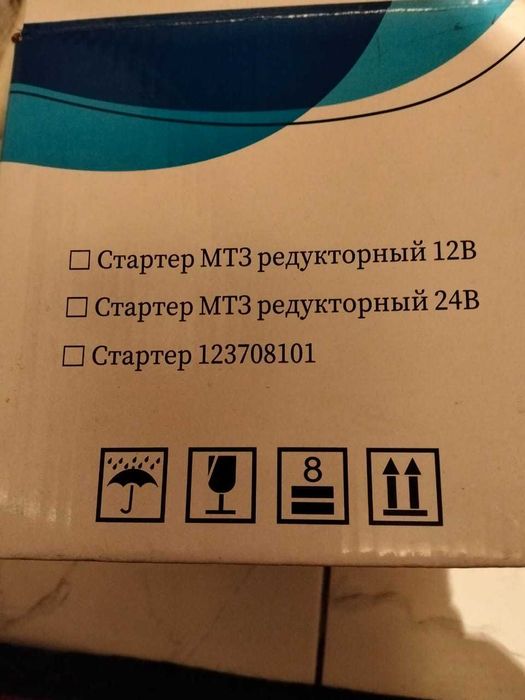 Стартер МТЗ редукторный 12В
Стартер МТЗ редукторный 24В
Стартер 123708101
8